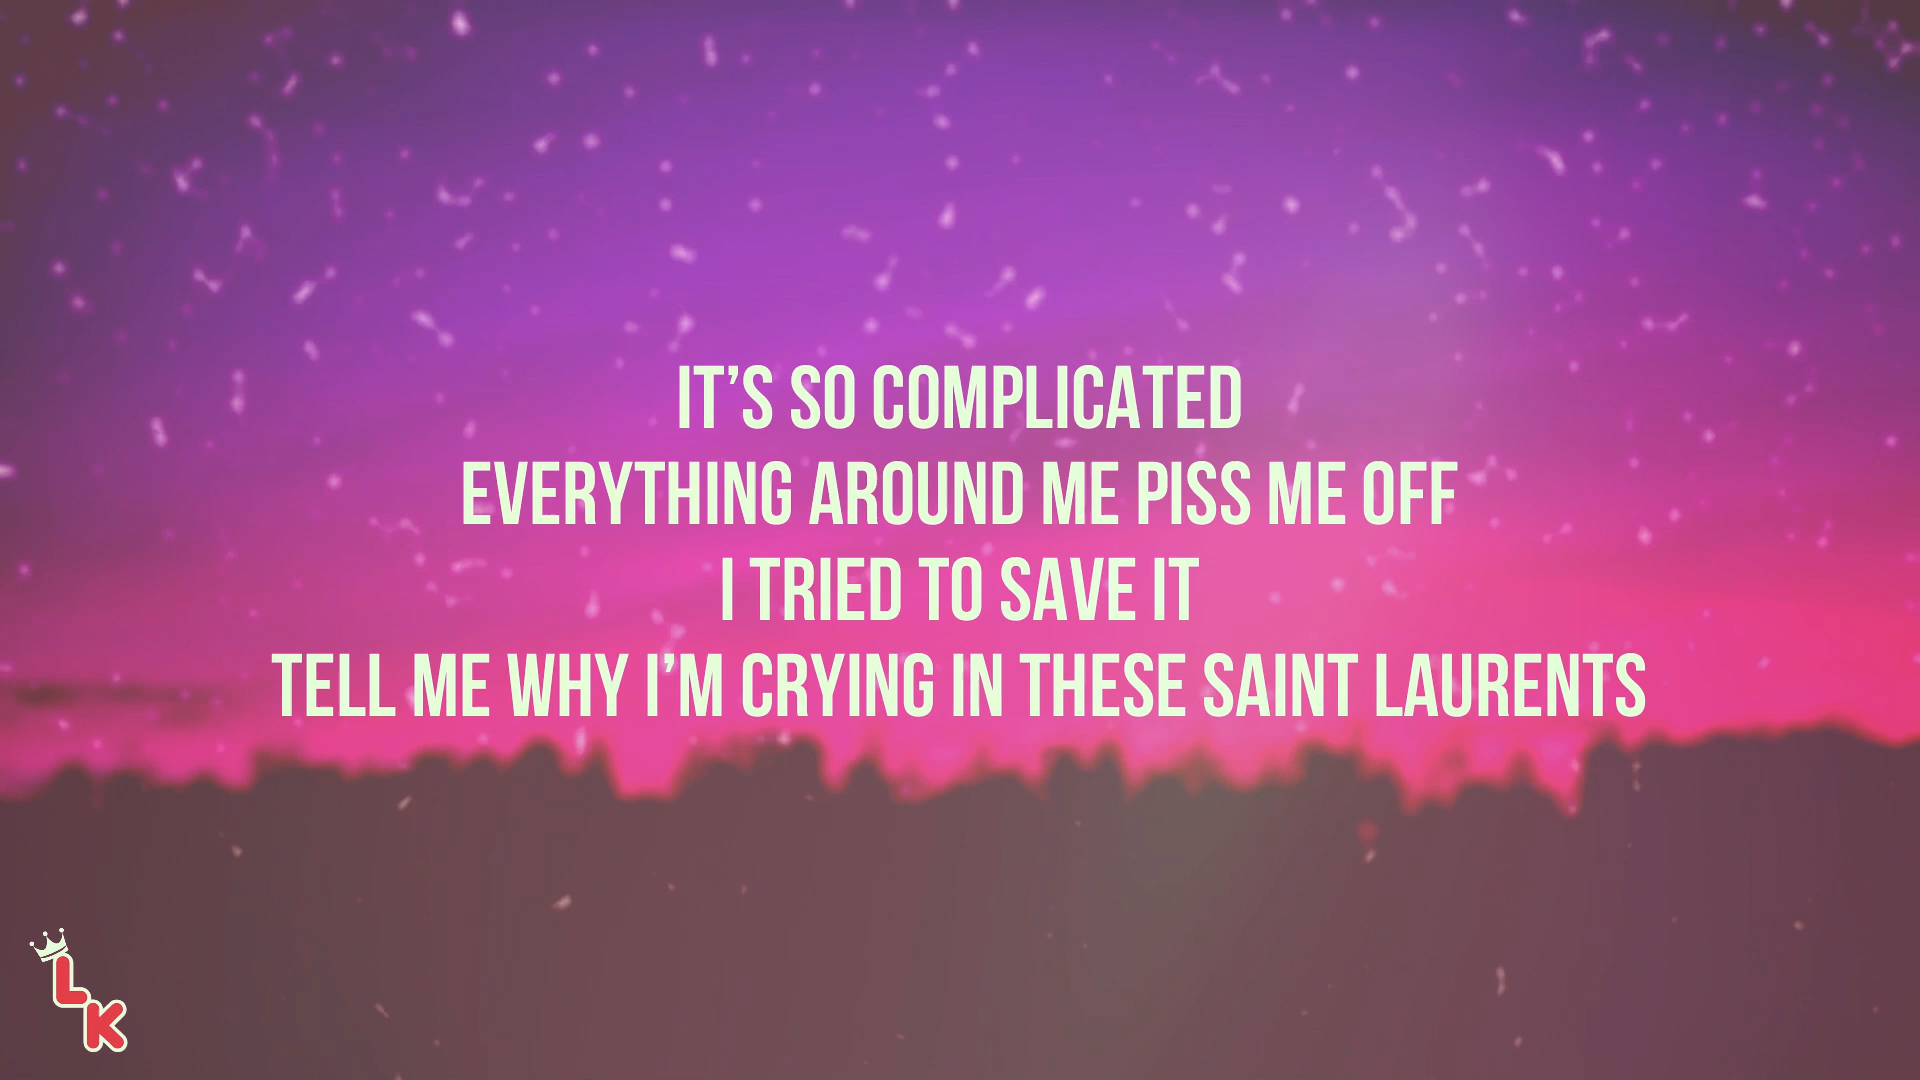 IT’S SO COMPLICATED
EVERYTHING AROUND ME PISS ME OFF
I TRIED TO SAVE IT
TELL ME WHY I’M CRYING IN THESE SAINT LAURENTS
LK